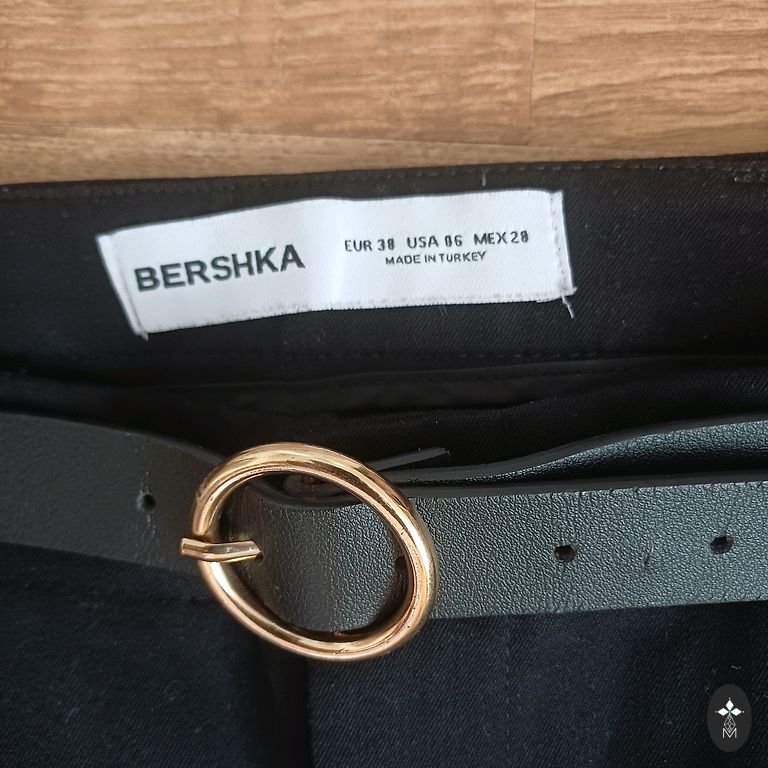 BERSHKA
EUR 38 USA 06 MEX 28
MADE IN TURKEY
M